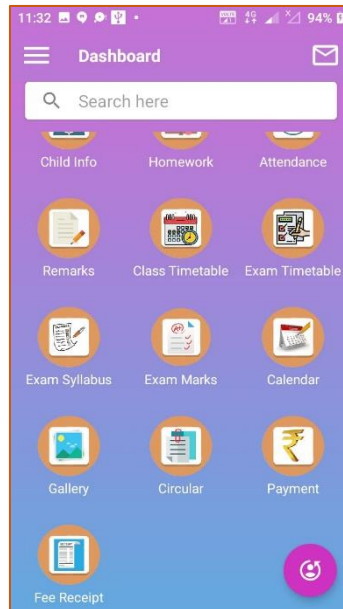 11:32
4G 94%
Dashboard
Search here
Child Info Homework Attendance
Remarks Class Timetable Exam Timetable
Exam Syllabus Exam Marks Calendar
A+
Gallery Circular Payment
₹
Fee Receipt